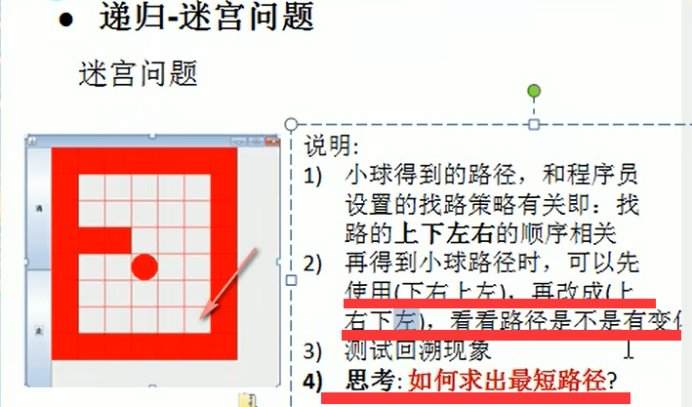 ● 递归-迷宫问题
迷宫问题
说明:
1) 小球得到的路径，和程序员
设置的找路策略有关即：找
路的上下左右的顺序相关
2) 再得到小球路径时，可以先
使用(下右上左)，再改成(上
右下左)，看看路径是不是有变
3) 测试回溯现象
4) 思考: 如何求出最短路径?